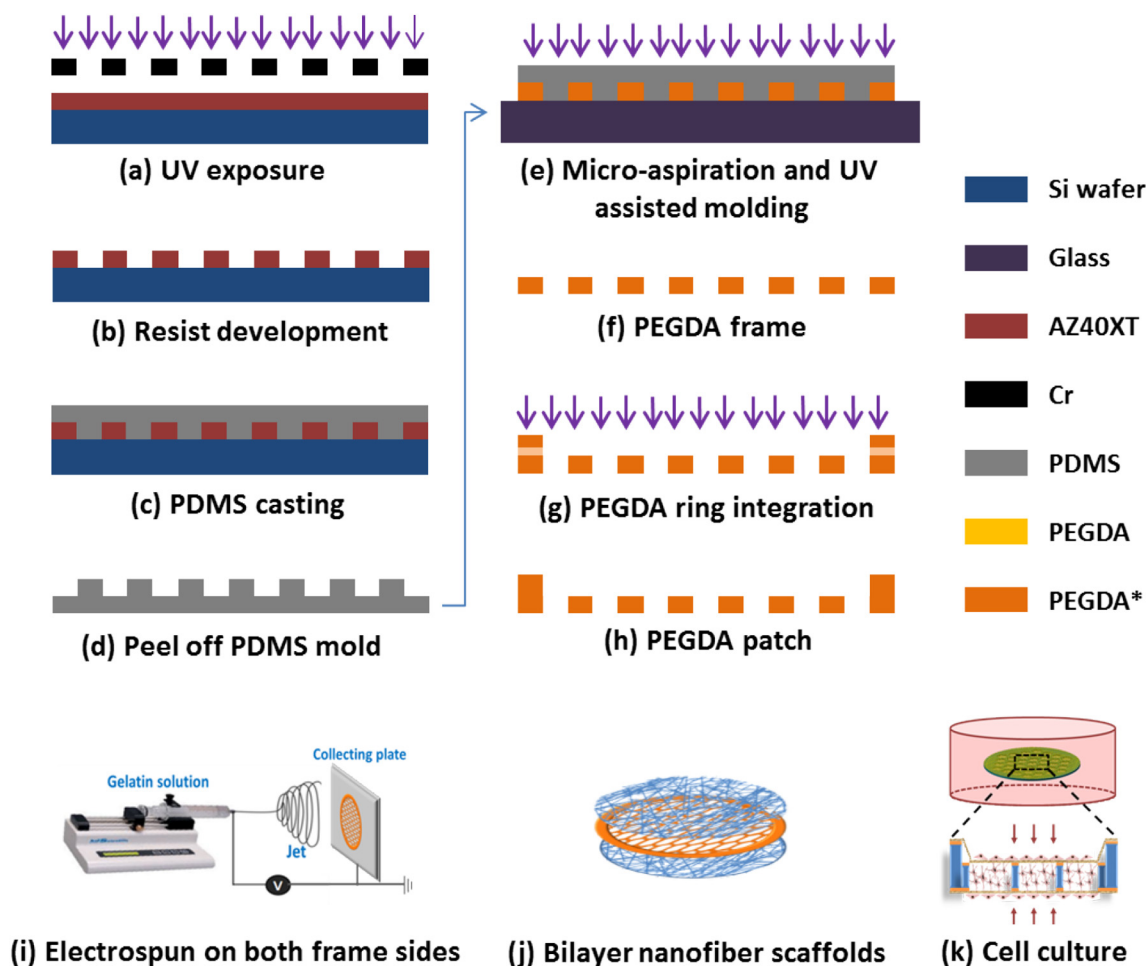 (a) UV exposure
(b) Resist development
(c) PDMS casting
(d) Peel off PDMS mold
(e) Micro-aspiration and UV
assisted molding
(f) PEGDA frame
(g) PEGDA ring integration
(h) PEGDA patch
Si wafer
Glass
AZ40XT
Cr
PDMS
PEGDA
PEGDA*
Gelatin solution
Jet
Collecting plate
V
(i) Electrospun on both frame sides
(j) Bilayer nanofiber scaffolds
(k) Cell culture